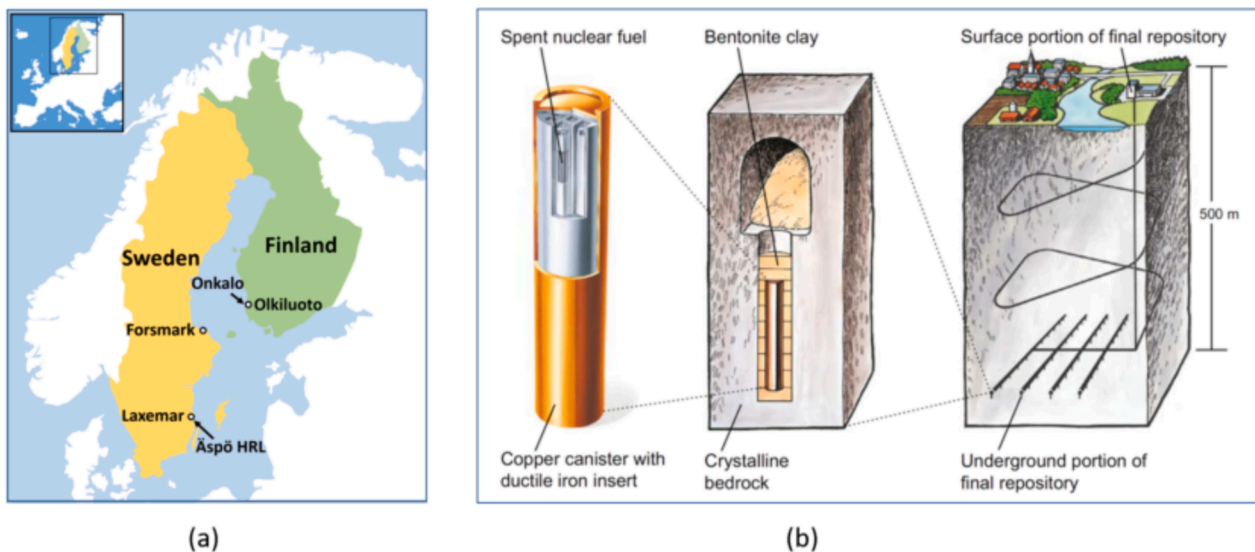 Sweden
Finland
Onkalo
Olkiluoto
Forsmark
Laxemar
Äspö HRL
(a)
Spent nuclear fuel
Bentonite clay
Surface portion of final repository
500 m
Copper canister with
ductile iron insert
Crystalline
bedrock
Underground portion of
final repository
(b)